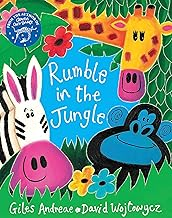 Rumble
in the
Jungle
Giles Andreae • David Wojtowycz